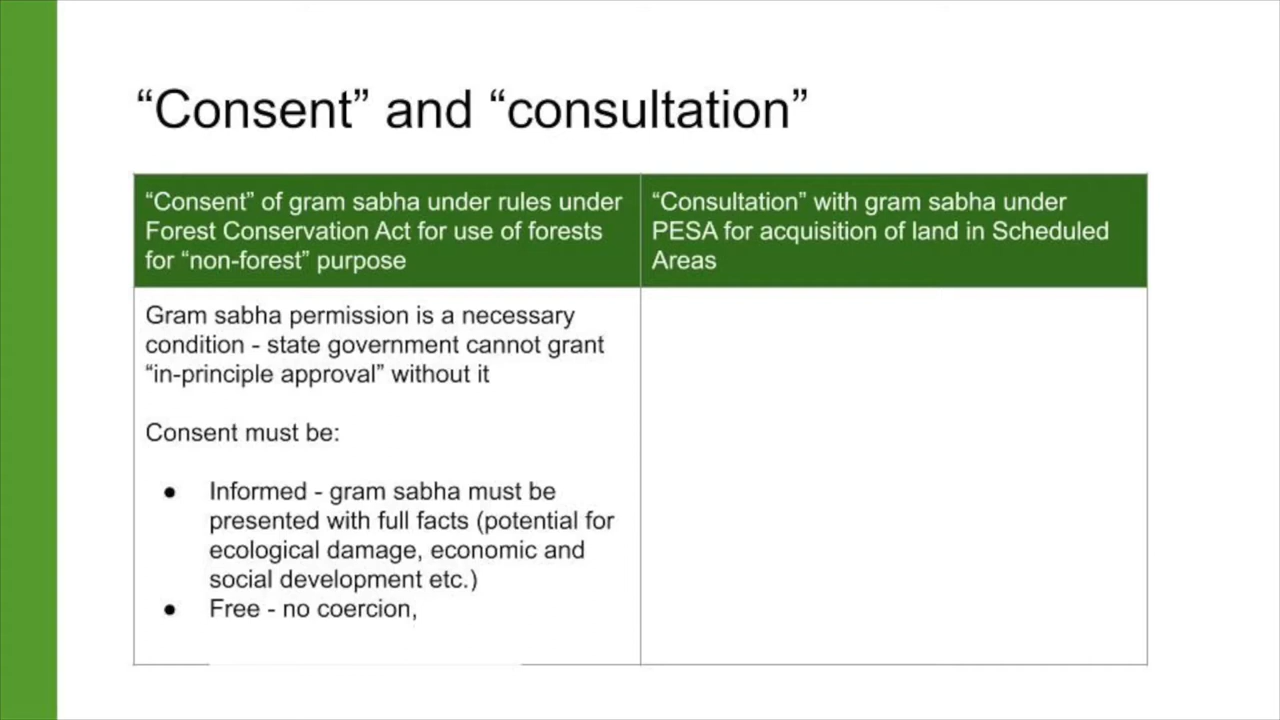 “Consent” and “consultation”
“Consent” of gram sabha under rules under
Forest Conservation Act for use of forests
for “non-forest” purpose
“Consultation” with gram sabha under
PESA for acquisition of land in Scheduled
Areas
Gram sabha permission is a necessary
condition - state government cannot grant
“in-principle approval” without it
Consent must be:
● Informed - gram sabha must be
presented with full facts (potential for
ecological damage, economic and
social development etc.)
● Free - no coercion,